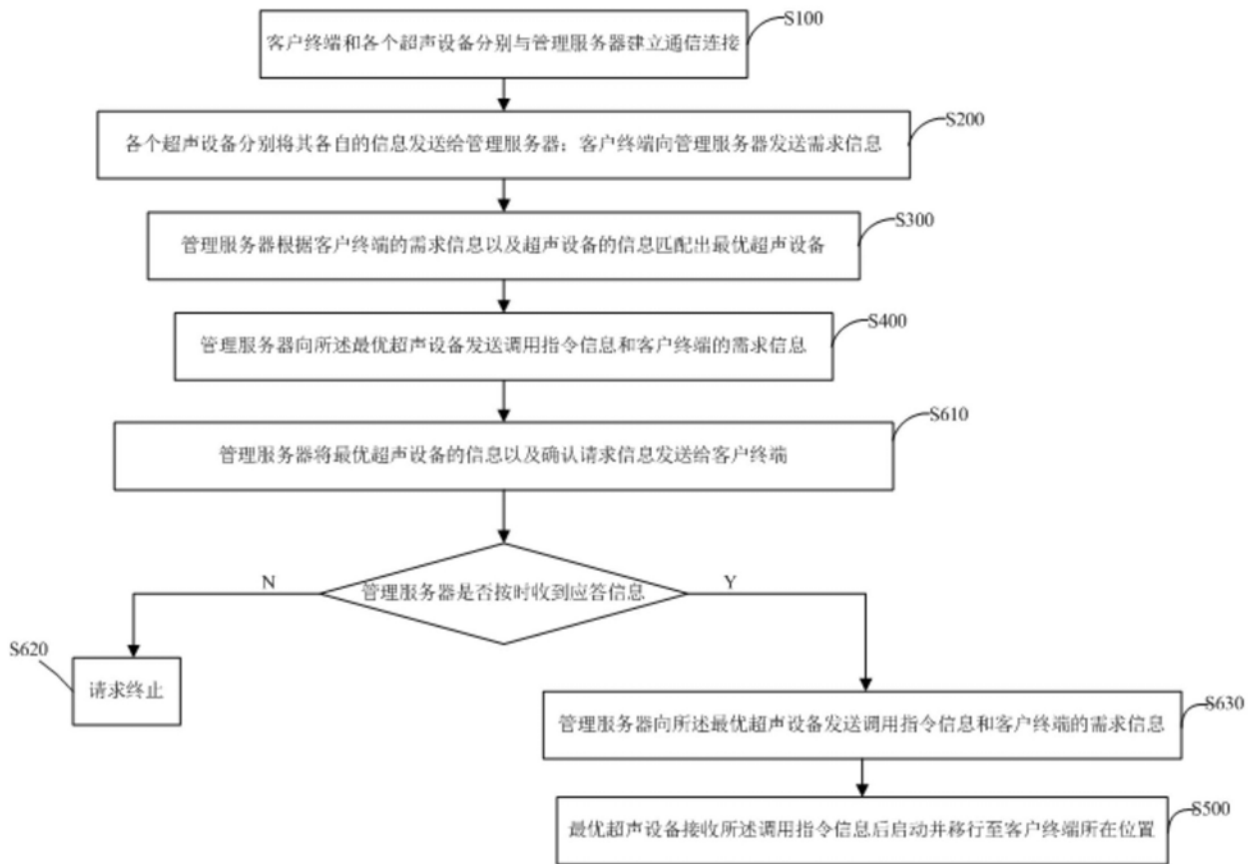 S100
客户终端和各个超声设备分别与管理服务器建立通信连接
S200
各个超声设备分别将其各自的信息发送给管理服务器；客户终端向管理服务器发送需求信息
S300
管理服务器根据客户终端的需求信息以及超声设备的信息匹配出最优超声设备
S400
管理服务器向所述最优超声设备发送调用指令信息和客户终端的需求信息
S610
管理服务器将最优超声设备的信息以及确认请求信息发送给客户终端
管理服务器是否按时收到应答信息
N
Y
S620
请求终止
S630
管理服务器向所述最优超声设备发送调用指令信息和客户终端的需求信息
S500
最优超声设备接收所述调用指令信息后启动并移行至客户终端所在位置